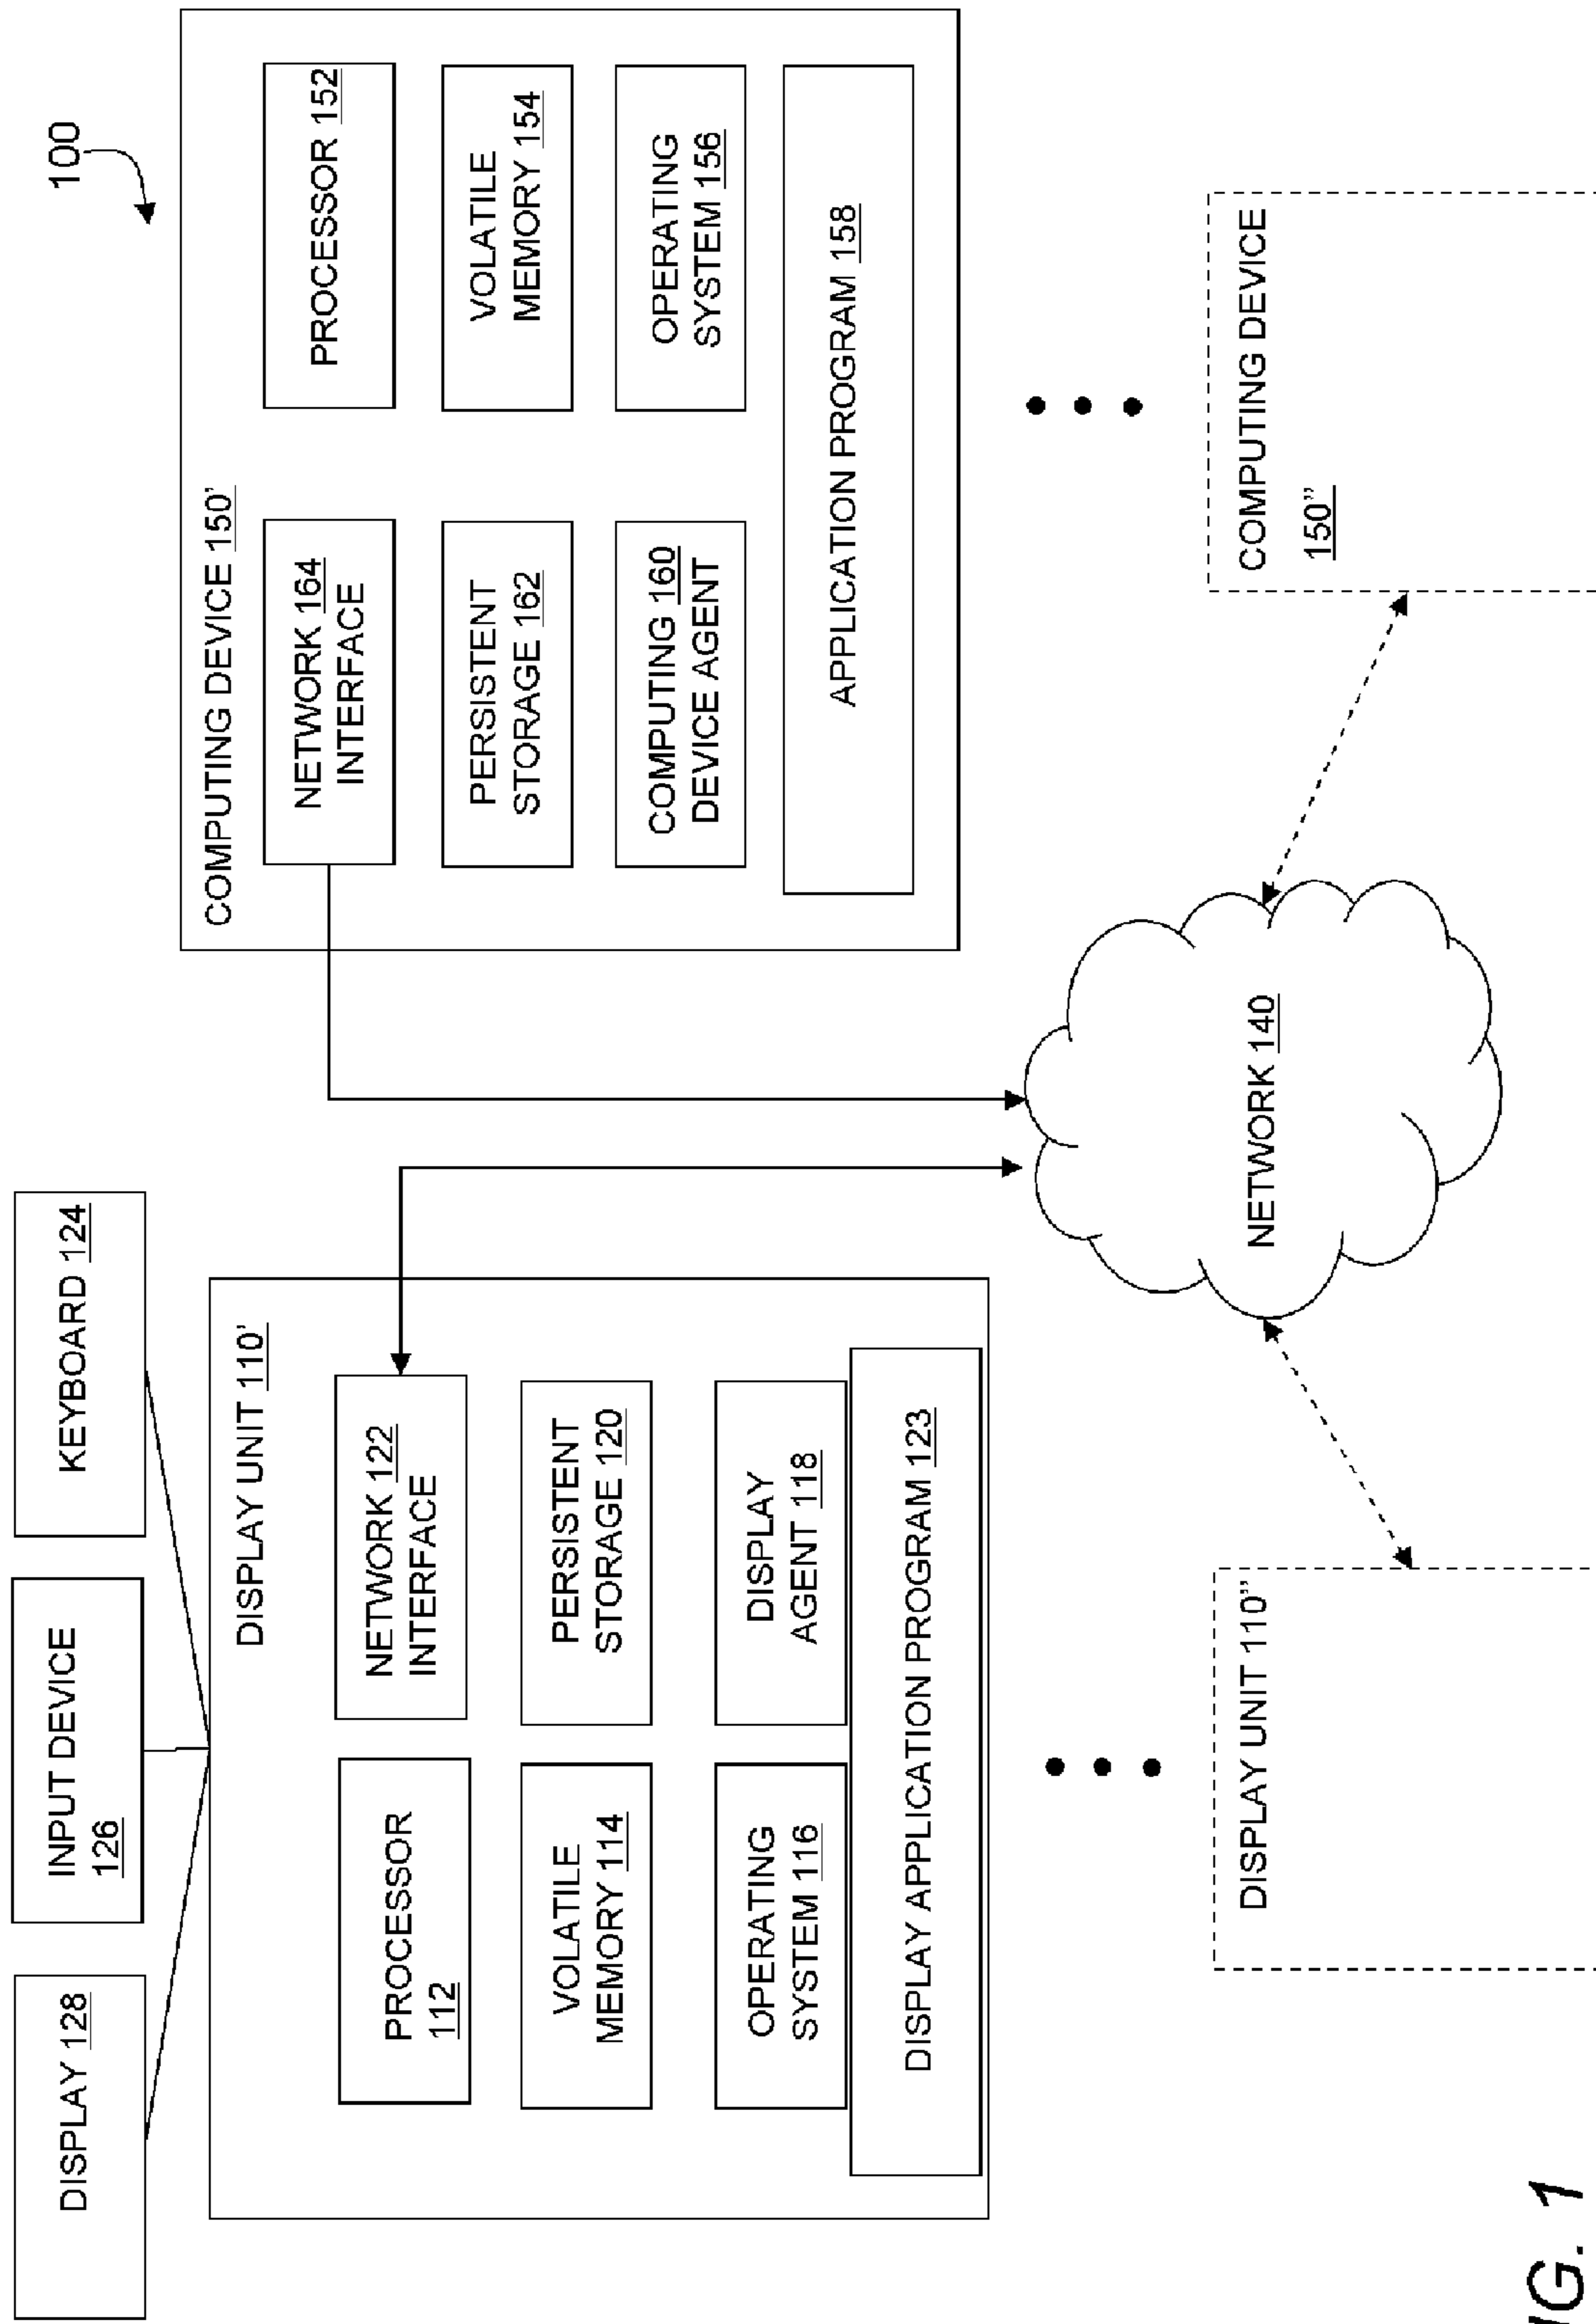 100
DISPLAY 128
INPUT DEVICE
126
KEYBOARD 124
DISPLAY UNIT 110'
PROCESSOR
112
NETWORK 122
INTERFACE
VOLATILE
MEMORY 114
PERSISTENT
STORAGE 120
OPERATING
SYSTEM 116
DISPLAY
AGENT 118
DISPLAY APPLICATION PROGRAM 123
COMPUTING DEVICE 150'
NETWORK 164
INTERFACE
PROCESSOR 152
PERSISTENT
STORAGE 162
VOLATILE
MEMORY 154
COMPUTING 160
DEVICE AGENT
OPERATING
SYSTEM 156
APPLICATION PROGRAM 158
DISPLAY UNIT 110”
NETWORK 140
COMPUTING DEVICE
150”
IG. 1